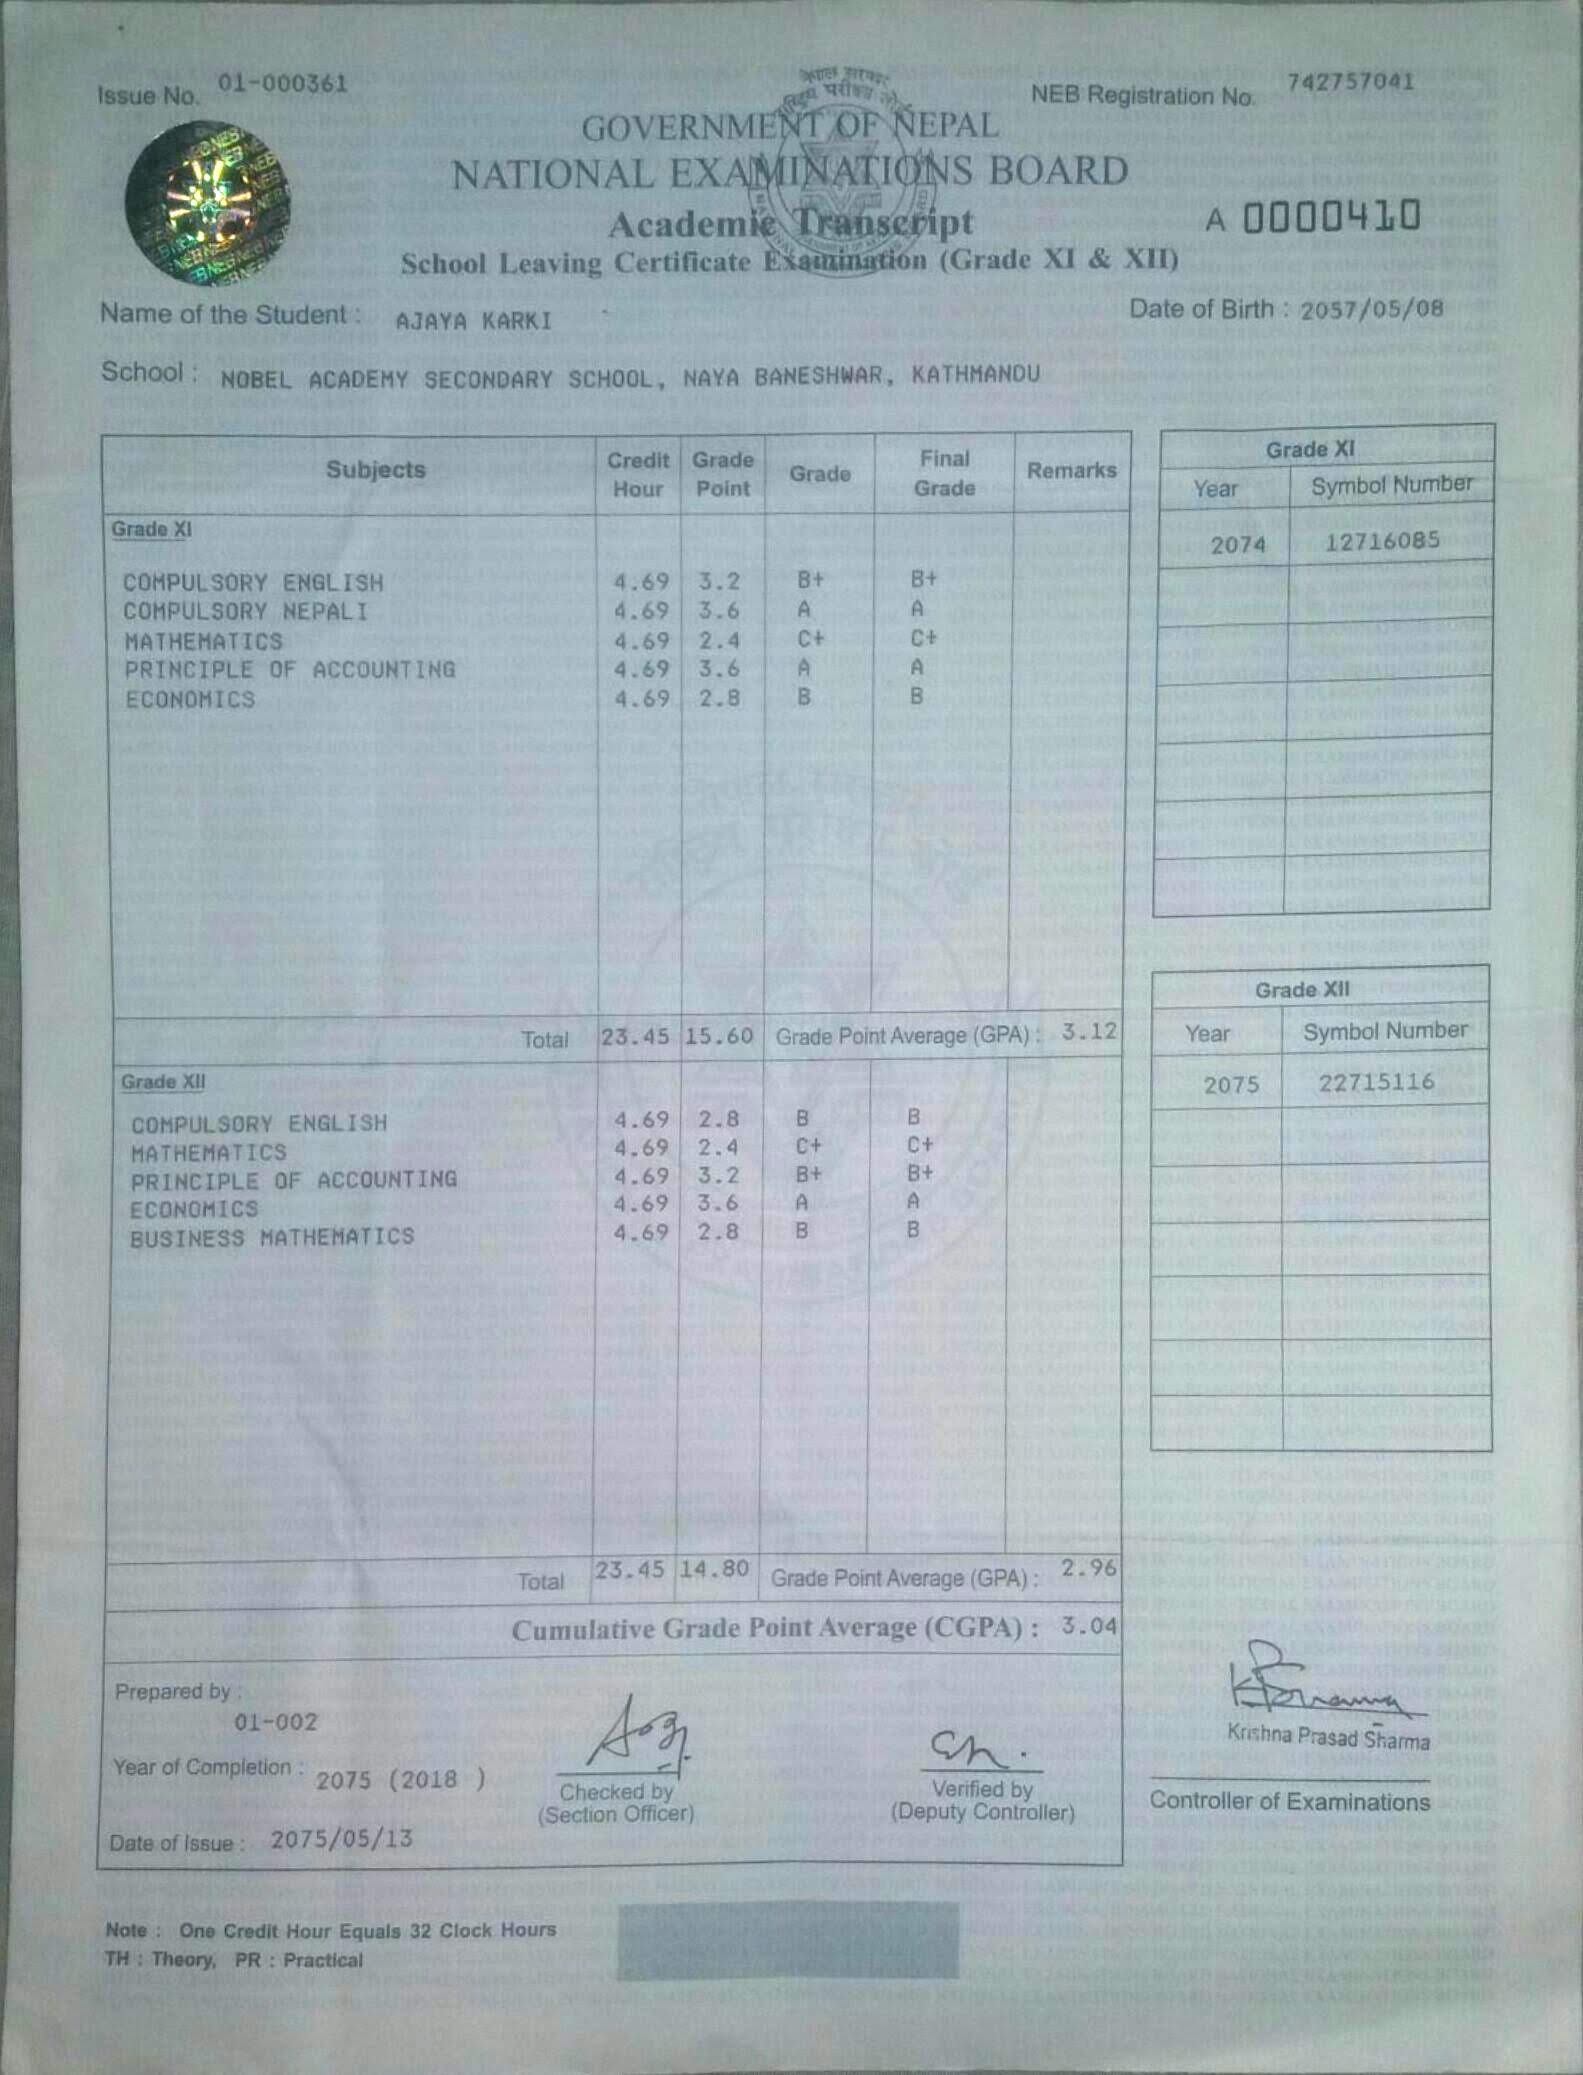 Issue No. 01-000361
NEB Registration No. 742757041
GOVERNMENT OF NEPAL
NATIONAL EXAMINATIONS BOARD
Academic Transcript
A 0000410
School Leaving Certificate Examination (Grade XI & XII)
Name of the Student : AJAYA KARKI
Date of Birth : 2057/05/08
School : NOBEL ACADEMY SECONDARY SCHOOL, NAYA BANESHWAR, KATHMANDU
Subjects Credit Hour Grade Point Grade Final Grade Remarks
Grade XI
COMPULSORY ENGLISH 4.69 3.2 B+ B+
COMPULSORY NEPALI 4.69 3.6 A A
MATHEMATICS 4.69 2.4 C+ C+
PRINCIPLE OF ACCOUNTING 4.69 3.6 A A
ECONOMICS 4.69 2.8 B B
Total 23.45 15.60 Grade Point Average (GPA) : 3.12
Grade XII
COMPULSORY ENGLISH 4.69 2.8 B B
MATHEMATICS 4.69 2.4 C+ C+
PRINCIPLE OF ACCOUNTING 4.69 3.2 B+ B+
ECONOMICS 4.69 3.6 A A
BUSINESS MATHEMATICS 4.69 2.8 B B
Total 23.45 14.80 Grade Point Average (GPA) : 2.96
Cumulative Grade Point Average (CGPA) : 3.04
Grade XI
Year Symbol Number
2074 12716085
Grade XII
Year Symbol Number
2075 22715116
Prepared by :
01-002
Year of Completion : 2075 (2018 )
Date of Issue : 2075/05/13
Checked by
(Section Officer)
Verified by
(Deputy Controller)
Krishna Prasad Sharma
Controller of Examinations
Note : One Credit Hour Equals 32 Clock Hours
TH : Theory, PR : Practical